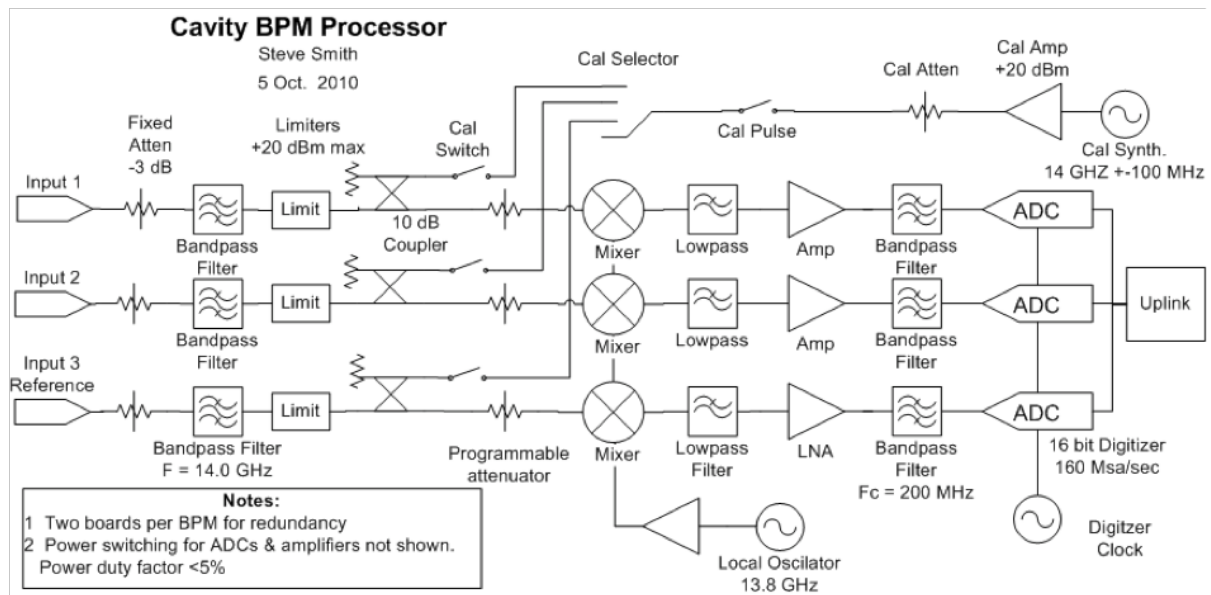 Cavity BPM Processor
Steve Smith
5 Oct. 2010
Cal Selector
Cal Atten
Cal Amp
+20 dBm
Fixed
Atten
-3 dB
Limiters
+20 dBm max
Cal
Switch
Cal Pulse
Cal Synth.
14 GHZ +-100 MHz
Input 1
Limit
ADC
Bandpass
Filter
10 dB
Coupler
Mixer
Lowpass
Amp
Bandpass
Filter
Input 2
Limit
ADC
Uplink
Bandpass
Filter
Mixer
Lowpass
Amp
Bandpass
Filter
Input 3
Reference
Limit
ADC
Bandpass Filter
F = 14.0 GHz
Programmable
attenuator
Mixer
Lowpass
Filter
LNA
Bandpass
Filter
Fc = 200 MHz
16 bit Digitizer
160 Msa/sec
Notes:
1 Two boards per BPM for redundancy
2 Power switching for ADCs & amplifiers not shown.
Power duty factor <5%
Local Oscilator
13.8 GHz
Digitzer
Clock